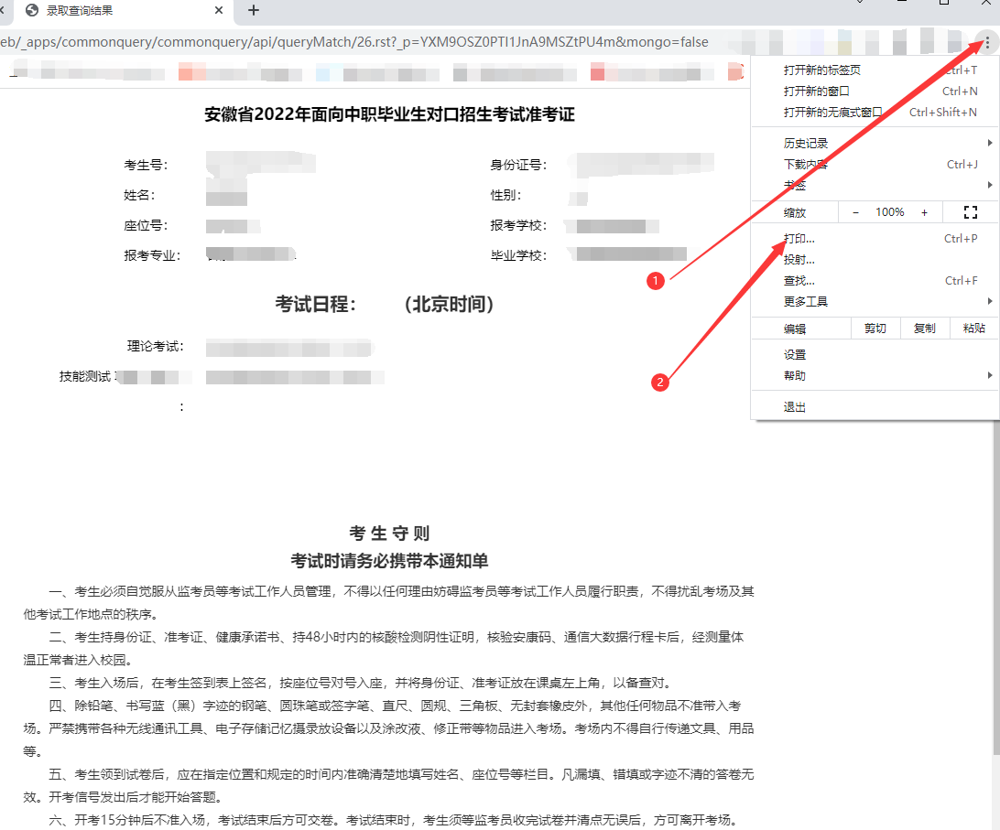 录取查询结果
eb/_apps/commonquery/commonquery/api/queryMatch/26.rst?_p=YXM9OSZ0PTI1JnA9MSZtPU4m&mongo=false
打开新的标签页 Ctrl+T
打开新的窗口 Ctrl+N
打开新的无痕式窗口 Ctrl+Shift+N
历史记录
下载内容 Ctrl+J
书签
缩放 - 100% +
打印... Ctrl+P
投射...
查找... Ctrl+F
更多工具
编辑 剪切 复制 粘贴
设置
帮助
退出
1
2
安徽省2022年面向中职毕业生对口招生考试准考证
考生号： 身份证号：
姓名： 性别：
座位号： 报考学校：
报考专业： 毕业学校：
考试日程： （北京时间）
理论考试：
技能测试
：
考 生 守 则
考试时请务必携带本通知单
一、考生必须自觉服从监考员等考试工作人员管理，不得以任何理由妨碍监考员等考试工作人员履行职责，不得扰乱考场及其
他考试工作地点的秩序。
二、考生持身份证、准考证、健康承诺书、持48小时内的核酸检测阴性证明，核验安康码、通信大数据行程卡后，经测量体
温正常者进入校园。
三、考生入场后，在考生签到表上签名，按座位号对号入座，并将身份证、准考证放在课桌左上角，以备查对。
四、除铅笔、书写蓝（黑）字迹的钢笔、圆珠笔或签字笔、直尺、圆规、三角板、无封套橡皮外，其他任何物品不准带入考
场。严禁携带各种无线通讯工具、电子存储记忆摄录放设备以及涂改液、修正带等物品进入考场。考场内不得自行传递文具、用品
等。
五、考生领到试卷后，应在指定位置和规定的时间内准确清楚地填写姓名、座位号等栏目。凡漏填、错填或字迹不清的答卷无
效。开考信号发出后才能开始答题。
六、开考15分钟后不准入场，考试结束后方可交卷。考试结束时，考生须等监考员收完试卷并清点无误后，方可离开考场。